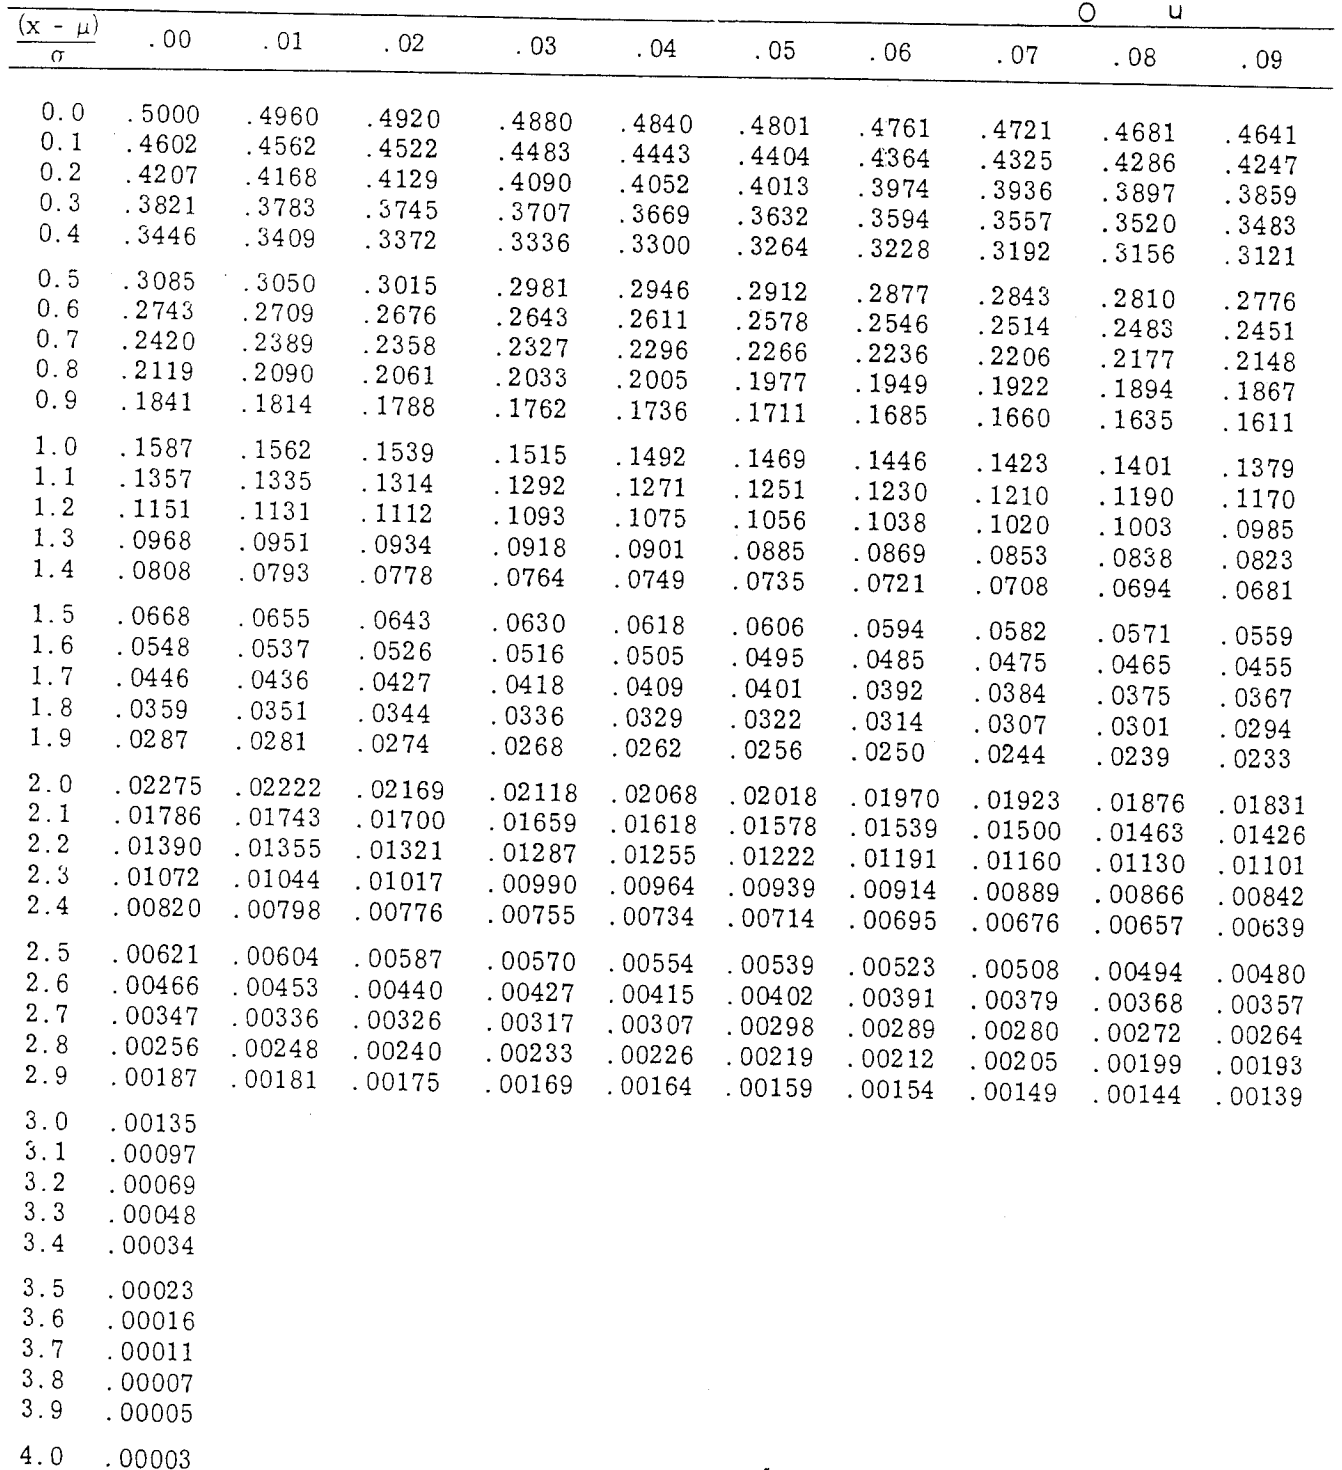 O u
(x - μ)
σ .00 .01 .02 .03 .04 .05 .06 .07 .08 .09
0.0 .5000 .4960 .4920 .4880 .4840 .4801 .4761 .4721 .4681 .4641
0.1 .4602 .4562 .4522 .4483 .4443 .4404 .4364 .4325 .4286 .4247
0.2 .4207 .4168 .4129 .4090 .4052 .4013 .3974 .3936 .3897 .3859
0.3 .3821 .3783 .3745 .3707 .3669 .3632 .3594 .3557 .3520 .3483
0.4 .3446 .3409 .3372 .3336 .3300 .3264 .3228 .3192 .3156 .3121
0.5 .3085 .3050 .3015 .2981 .2946 .2912 .2877 .2843 .2810 .2776
0.6 .2743 .2709 .2676 .2643 .2611 .2578 .2546 .2514 .2483 .2451
0.7 .2420 .2389 .2358 .2327 .2296 .2266 .2236 .2206 .2177 .2148
0.8 .2119 .2090 .2061 .2033 .2005 .1977 .1949 .1922 .1894 .1867
0.9 .1841 .1814 .1788 .1762 .1736 .1711 .1685 .1660 .1635 .1611
1.0 .1587 .1562 .1539 .1515 .1492 .1469 .1446 .1423 .1401 .1379
1.1 .1357 .1335 .1314 .1292 .1271 .1251 .1230 .1210 .1190 .1170
1.2 .1151 .1131 .1112 .1093 .1075 .1056 .1038 .1020 .1003 .0985
1.3 .0968 .0951 .0934 .0918 .0901 .0885 .0869 .0853 .0838 .0823
1.4 .0808 .0793 .0778 .0764 .0749 .0735 .0721 .0708 .0694 .0681
1.5 .0668 .0655 .0643 .0630 .0618 .0606 .0594 .0582 .0571 .0559
1.6 .0548 .0537 .0526 .0516 .0505 .0495 .0485 .0475 .0465 .0455
1.7 .0446 .0436 .0427 .0418 .0409 .0401 .0392 .0384 .0375 .0367
1.8 .0359 .0351 .0344 .0336 .0329 .0322 .0314 .0307 .0301 .0294
1.9 .0287 .0281 .0274 .0268 .0262 .0256 .0250 .0244 .0239 .0233
2.0 .02275 .02222 .02169 .02118 .02068 .02018 .01970 .01923 .01876 .01831
2.1 .01786 .01743 .01700 .01659 .01618 .01578 .01539 .01500 .01463 .01426
2.2 .01390 .01355 .01321 .01287 .01255 .01222 .01191 .01160 .01130 .01101
2.3 .01072 .01044 .01017 .00990 .00964 .00939 .00914 .00889 .00866 .00842
2.4 .00820 .00798 .00776 .00755 .00734 .00714 .00695 .00676 .00657 .00639
2.5 .00621 .00604 .00587 .00570 .00554 .00539 .00523 .00508 .00494 .00480
2.6 .00466 .00453 .00440 .00427 .00415 .00402 .00391 .00379 .00368 .00357
2.7 .00347 .00336 .00326 .00317 .00307 .00298 .00289 .00280 .00272 .00264
2.8 .00256 .00248 .00240 .00233 .00226 .00219 .00212 .00205 .00199 .00193
2.9 .00187 .00181 .00175 .00169 .00164 .00159 .00154 .00149 .00144 .00139
3.0 .00135
3.1 .00097
3.2 .00069
3.3 .00048
3.4 .00034
3.5 .00023
3.6 .00016
3.7 .00011
3.8 .00007
3.9 .00005
4.0 .00003